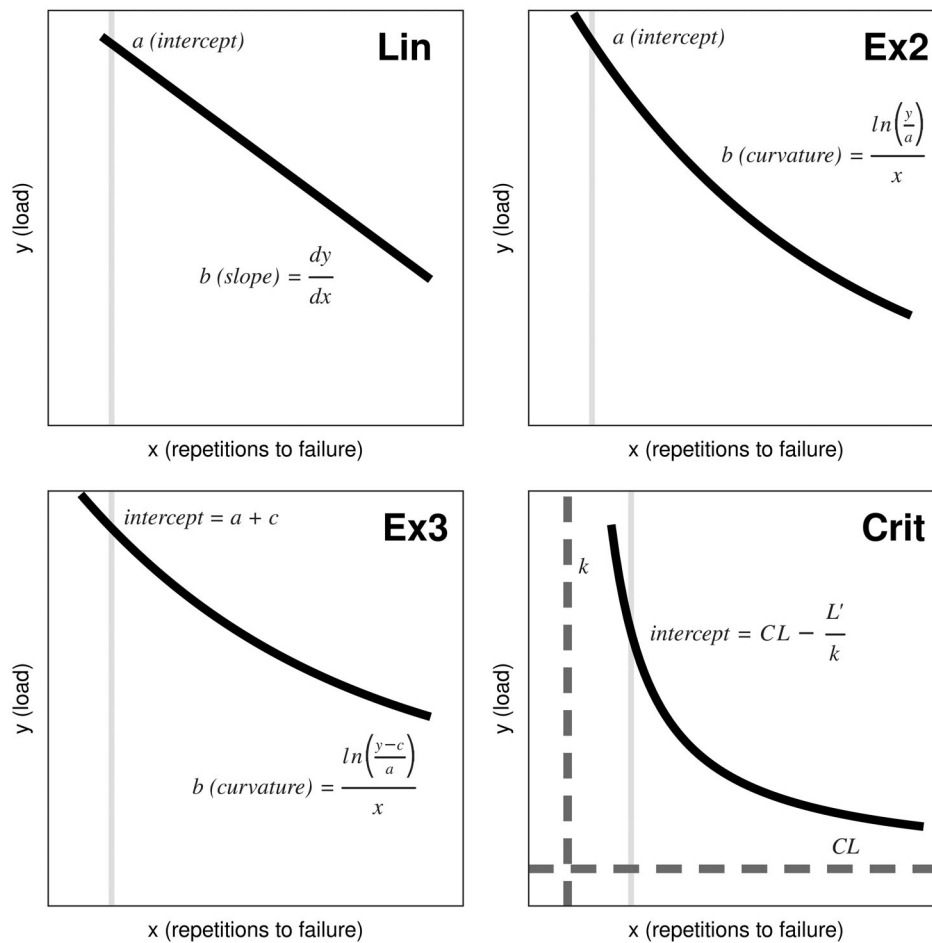 a (intercept)
Lin
b (slope) = dy/dx
y (load)
x (repetitions to failure)
a (intercept)
Ex2
b (curvature) = ln(y/a)/x
y (load)
x (repetitions to failure)
intercept = a + c
Ex3
b (curvature) = ln((y−c)/a)/x
y (load)
x (repetitions to failure)
Crit
k
intercept = CL − L'/k
CL
y (load)
x (repetitions to failure)